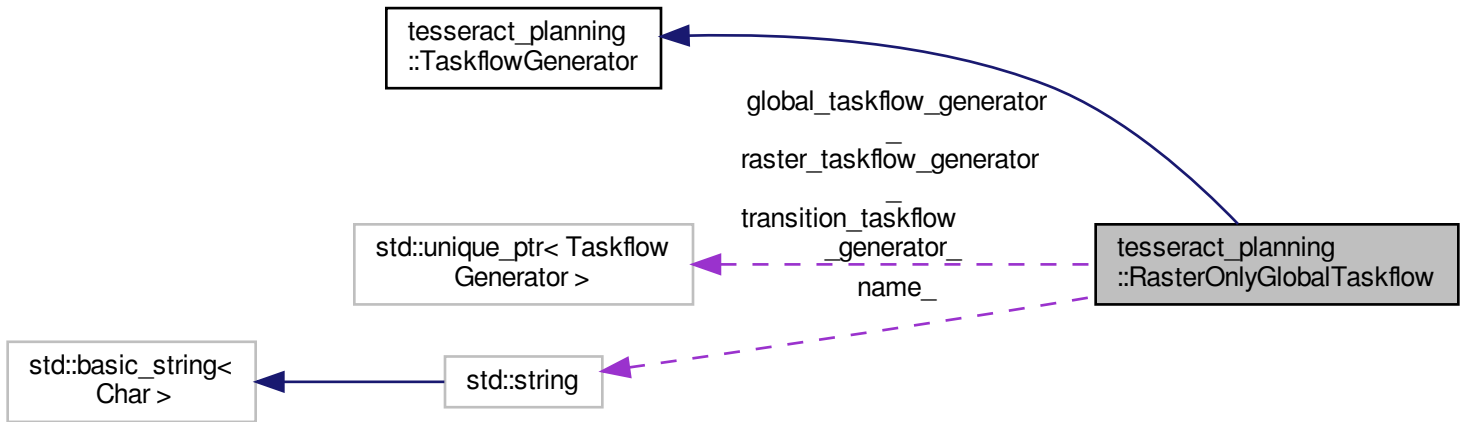 tesseract_planning
::TaskflowGenerator
global_taskflow_generator
_
raster_taskflow_generator
_
transition_taskflow
_generator_
std::unique_ptr< Taskflow
Generator >
tesseract_planning
::RasterOnlyGlobalTaskflow
name_
std::basic_string<
Char >
std::string